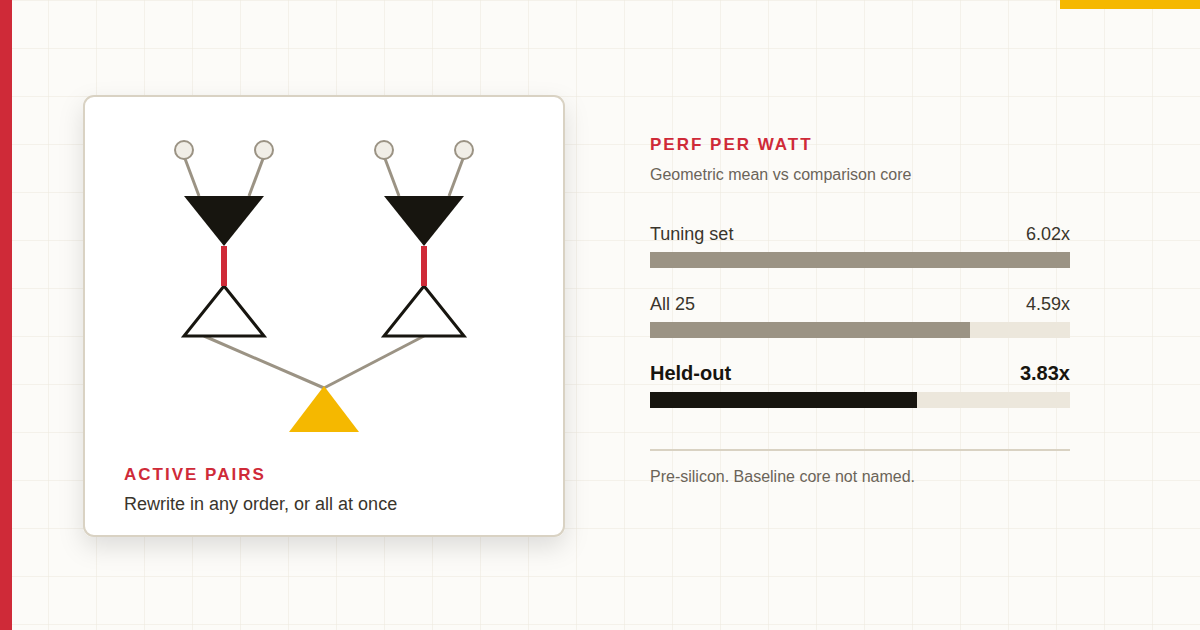 ACTIVE PAIRS
Rewrite in any order, or all at once
PERF PER WATT
Geometric mean vs comparison core
Tuning set 6.02x
All 25 4.59x
Held-out 3.83x
Pre-silicon. Baseline core not named.